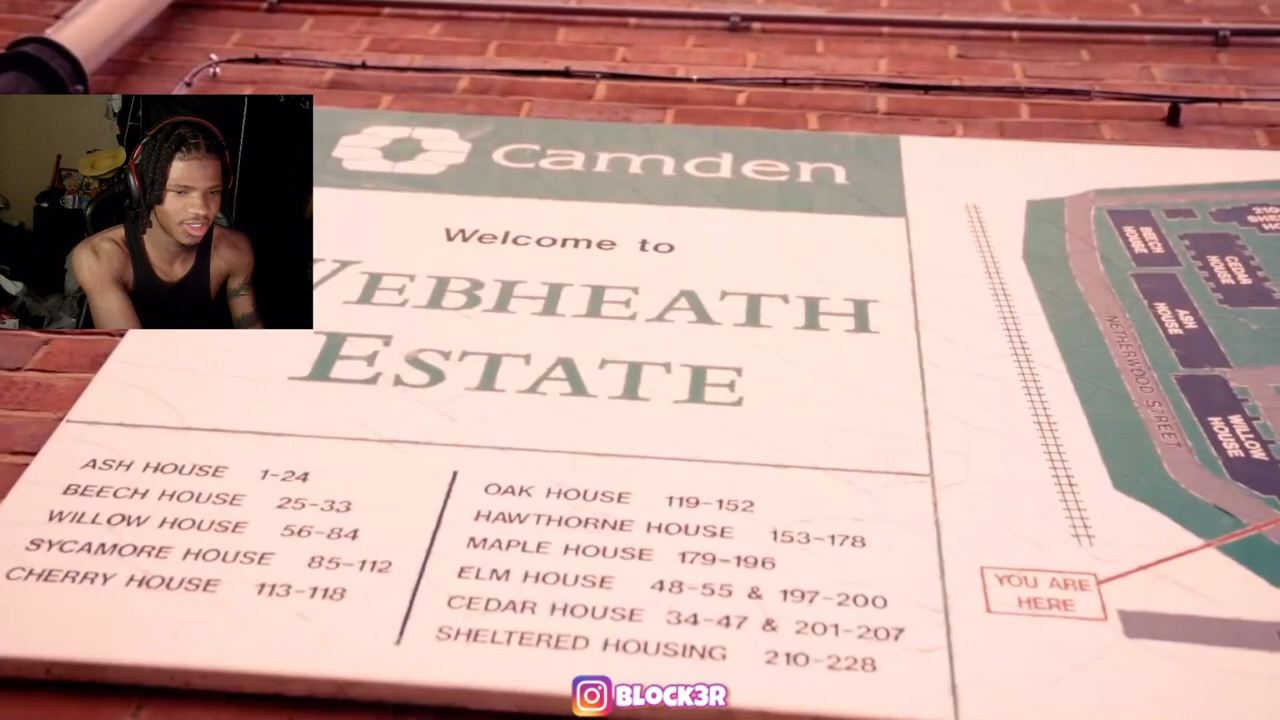 camden
Welcome to
WEBHEATH
ESTATE
ASH HOUSE 1-24
BEECH HOUSE 25-33
WILLOW HOUSE 56-84
SYCAMORE HOUSE 85-112
CHERRY HOUSE 113-118
OAK HOUSE 119-152
HAWTHORNE HOUSE 153-178
MAPLE HOUSE 179-196
ELM HOUSE 48-55 & 197-200
CEDAR HOUSE 34-47 & 201-207
SHELTERED HOUSING 210-228
BEECH
HOUSE
CEDAR
HOUSE
ASH
HOUSE
WILLOW
HOUSE
NETHERWOOD STREET
YOU ARE
HERE
BLOCK3R